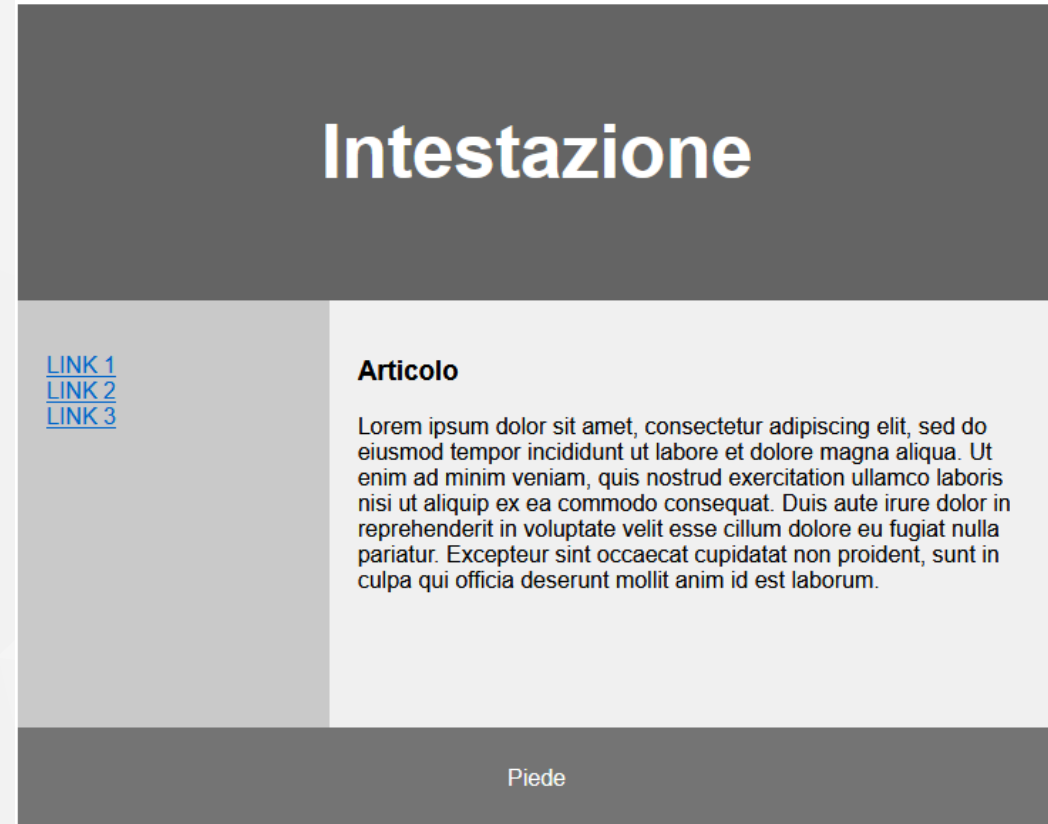 Intestazione
LINK 1
LINK 2
LINK 3
Articolo
Lorem ipsum dolor sit amet, consectetur adipiscing elit, sed do
eiusmod tempor incididunt ut labore et dolore magna aliqua. Ut
enim ad minim veniam, quis nostrud exercitation ullamco laboris
nisi ut aliquip ex ea commodo consequat. Duis aute irure dolor in
reprehenderit in voluptate velit esse cillum dolore eu fugiat nulla
pariatur. Excepteur sint occaecat cupidatat non proident, sunt in
culpa qui officia deserunt mollit anim id est laborum.
Piede